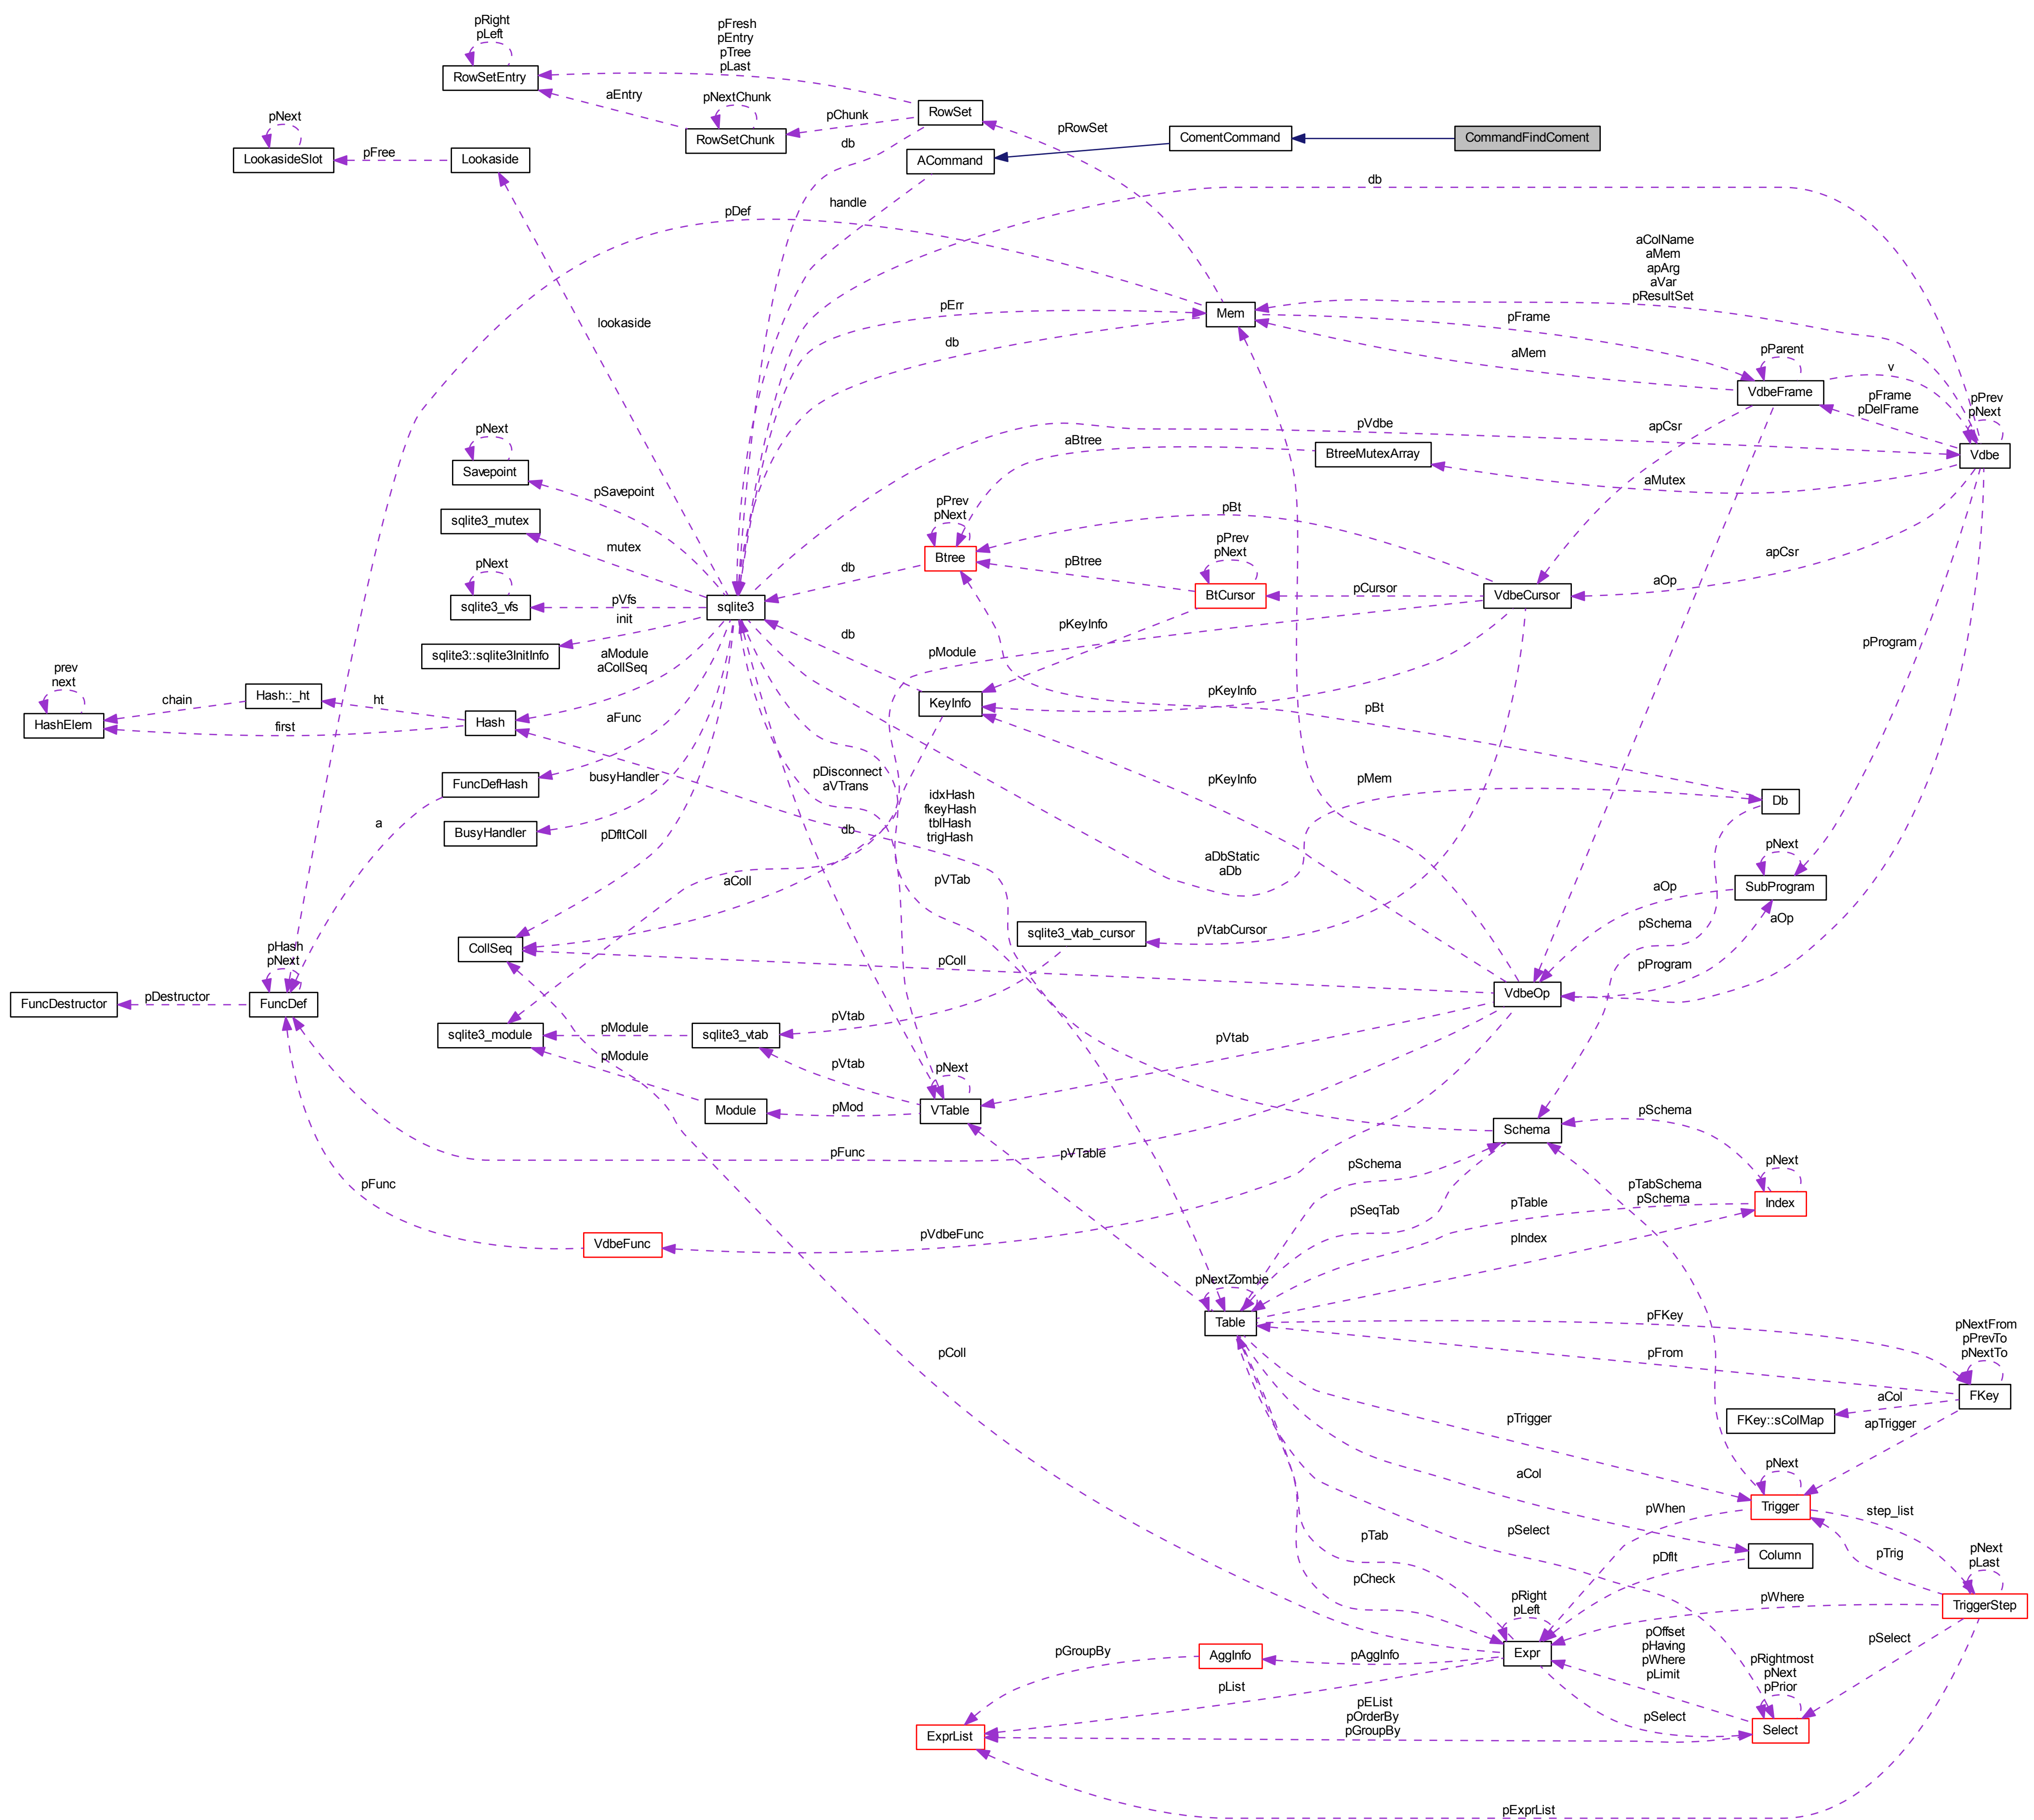 pRight
pLeft
pFresh
pEntry
pTree
pLast
RowSetEntry
aEntry
pNextChunk
RowSetChunk
pChunk
RowSet
pRowSet
ComentCommand
CommandFindComent
pNext
LookasideSlot
pFree
Lookaside
db
ACommand
db
handle
pDef
aColName
aMem
apArg
aVar
pResultSet
lookaside
pErr
Mem
pFrame
db
aMem
pParent
VdbeFrame
v
pFrame
pDelFrame
pPrev
pNext
Vdbe
pVdbe
apCsr
pNext
Savepoint
pSavepoint
aBtree
BtreeMutexArray
aMutex
sqlite3_mutex
mutex
pPrev
pNext
Btree
pBt
pPrev
pNext
pBtree
BtCursor
pCursor
VdbeCursor
apCsr
aOp
db
pNext
sqlite3_vfs
pVfs
init
sqlite3
sqlite3::sqlite3InitInfo
aModule
aCollSeq
db
pModule
pKeyInfo
pProgram
prev
next
HashElem
chain
Hash::_ht
ht
first
Hash
KeyInfo
pKeyInfo
pBt
aFunc
FuncDefHash
busyHandler
pDisconnect
aVTrans
idxHash
fkeyHash
tblHash
trigHash
pKeyInfo
pMem
Db
a
BusyHandler
pDfltColl
db
aDbStatic
aDb
pNext
SubProgram
aOp
aOp
aColl
pVTab
pSchema
sqlite3_vtab_cursor
pVtabCursor
CollSeq
pColl
pProgram
pHash
pNext
FuncDef
FuncDestructor
pDestructor
VdbeOp
sqlite3_module
pModule
sqlite3_vtab
pVtab
pVtab
pModule
pVtab
pNext
VTable
Module
pMod
Schema
pSchema
pFunc
pVTable
pSchema
pTabSchema
pSchema
pNext
Index
pFunc
pTable
pSeqTab
VdbeFunc
pVdbeFunc
pIndex
pNextZombie
Table
pFKey
pNextFrom
pPrevTo
pNextTo
FKey
pFrom
pColl
aCol
FKey::sColMap
apTrigger
pTrigger
pNext
Trigger
step_list
aCol
pWhen
pTab
pSelect
pDflt
Column
pTrig
pNext
pLast
TriggerStep
pCheck
pRight
pLeft
pWhere
Expr
pOffset
pHaving
pWhere
pLimit
pSelect
pGroupBy
AggInfo
pAggInfo
pList
pRightmost
pNext
pPrior
Select
pEList
pOrderBy
pGroupBy
pSelect
ExprList
pExprList